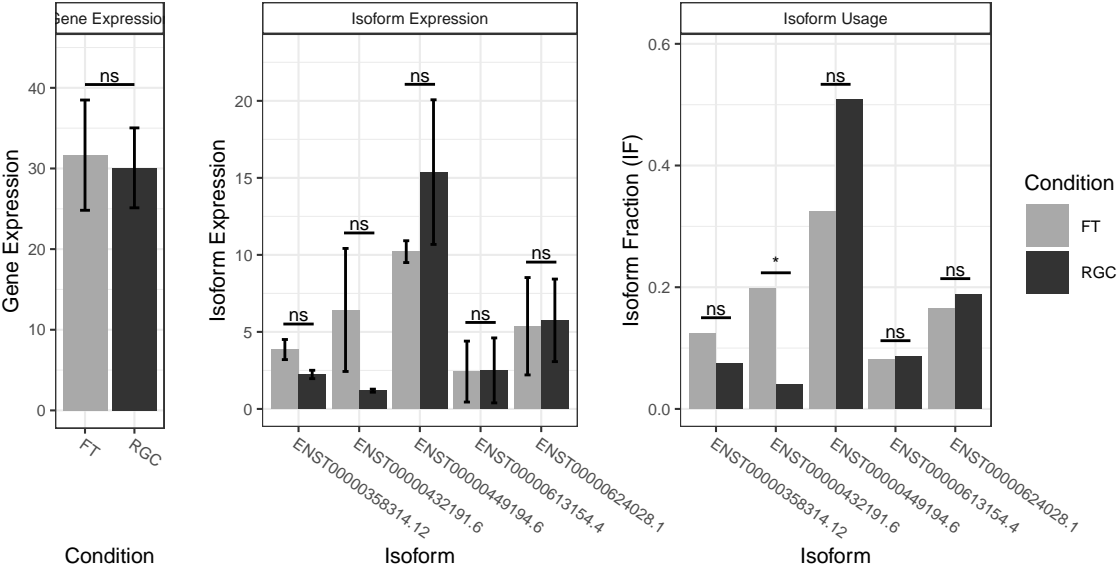 Gene Expression
Isoform Expression
Isoform Usage
Gene Expression
40
30
20
10
0
ns
FT
RGC
Condition
Isoform Expression
20
15
10
5
0
ns
ns
ns
ns
ns
ENST00000358314.12
ENST00000432191.6
ENST00000449194.6
ENST00000613154.4
ENST00000624028.1
Isoform
Isoform Fraction (IF)
0.6
0.4
0.2
0.0
ns
*
ns
ns
ns
ENST00000358314.12
ENST00000432191.6
ENST00000449194.6
ENST00000613154.4
ENST00000624028.1
Isoform
Condition
FT
RGC